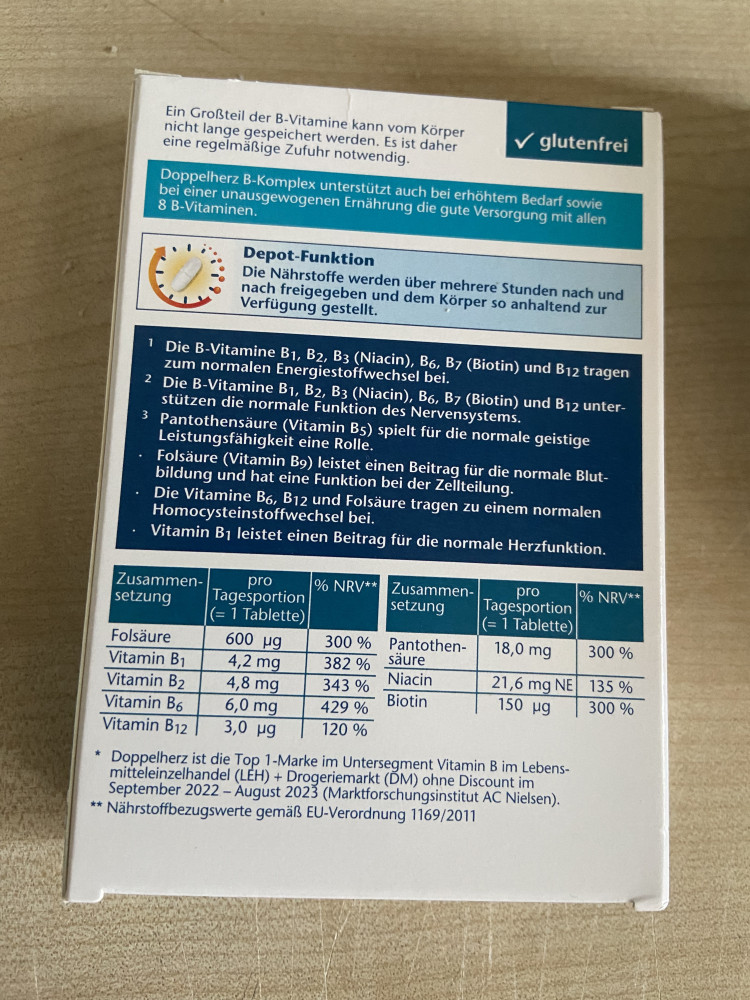 Ein Großteil der B-Vitamine kann vom Körper
nicht lange gespeichert werden. Es ist daher
eine regelmäßige Zufuhr notwendig.
✓ glutenfrei
Doppelherz B-Komplex unterstützt auch bei erhöhtem Bedarf sowie
bei einer unausgewogenen Ernährung die gute Versorgung mit allen
8 B-Vitaminen.
Depot-Funktion
Die Nährstoffe werden über mehrere Stunden nach und
nach freigegeben und dem Körper so anhaltend zur
Verfügung gestellt.
1 Die B-Vitamine B1, B2, B3 (Niacin), B6, B7 (Biotin) und B12 tragen
zum normalen Energiestoffwechsel bei.
2 Die B-Vitamine B1, B2, B3 (Niacin), B6, B7 (Biotin) und B12 unter-
stützen die normale Funktion des Nervensystems.
3 Pantothensäure (Vitamin B5) spielt für die normale geistige
Leistungsfähigkeit eine Rolle.
· Folsäure (Vitamin B9) leistet einen Beitrag für die normale Blut-
bildung und hat eine Funktion bei der Zellteilung.
· Die Vitamine B6, B12 und Folsäure tragen zu einem normalen
Homocysteinstoffwechsel bei.
· Vitamin B1 leistet einen Beitrag für die normale Herzfunktion.
Zusammen- pro % NRV**
setzung Tagesportion
(= 1 Tablette)
Folsäure 600 µg 300 %
Vitamin B1 4,2 mg 382 %
Vitamin B2 4,8 mg 343 %
Vitamin B6 6,0 mg 429 %
Vitamin B12 3,0 µg 120 %
Zusammen- pro % NRV**
setzung Tagesportion
(= 1 Tablette)
Pantothen- 18,0 mg 300 %
säure
Niacin 21,6 mg NE 135 %
Biotin 150 µg 300 %
* Doppelherz ist die Top 1-Marke im Untersegment Vitamin B im Lebens-
mitteleinzelhandel (LEH) + Drogeriemarkt (DM) ohne Discount im
September 2022 – August 2023 (Marktforschungsinstitut AC Nielsen).
** Nährstoffbezugswerte gemäß EU-Verordnung 1169/2011